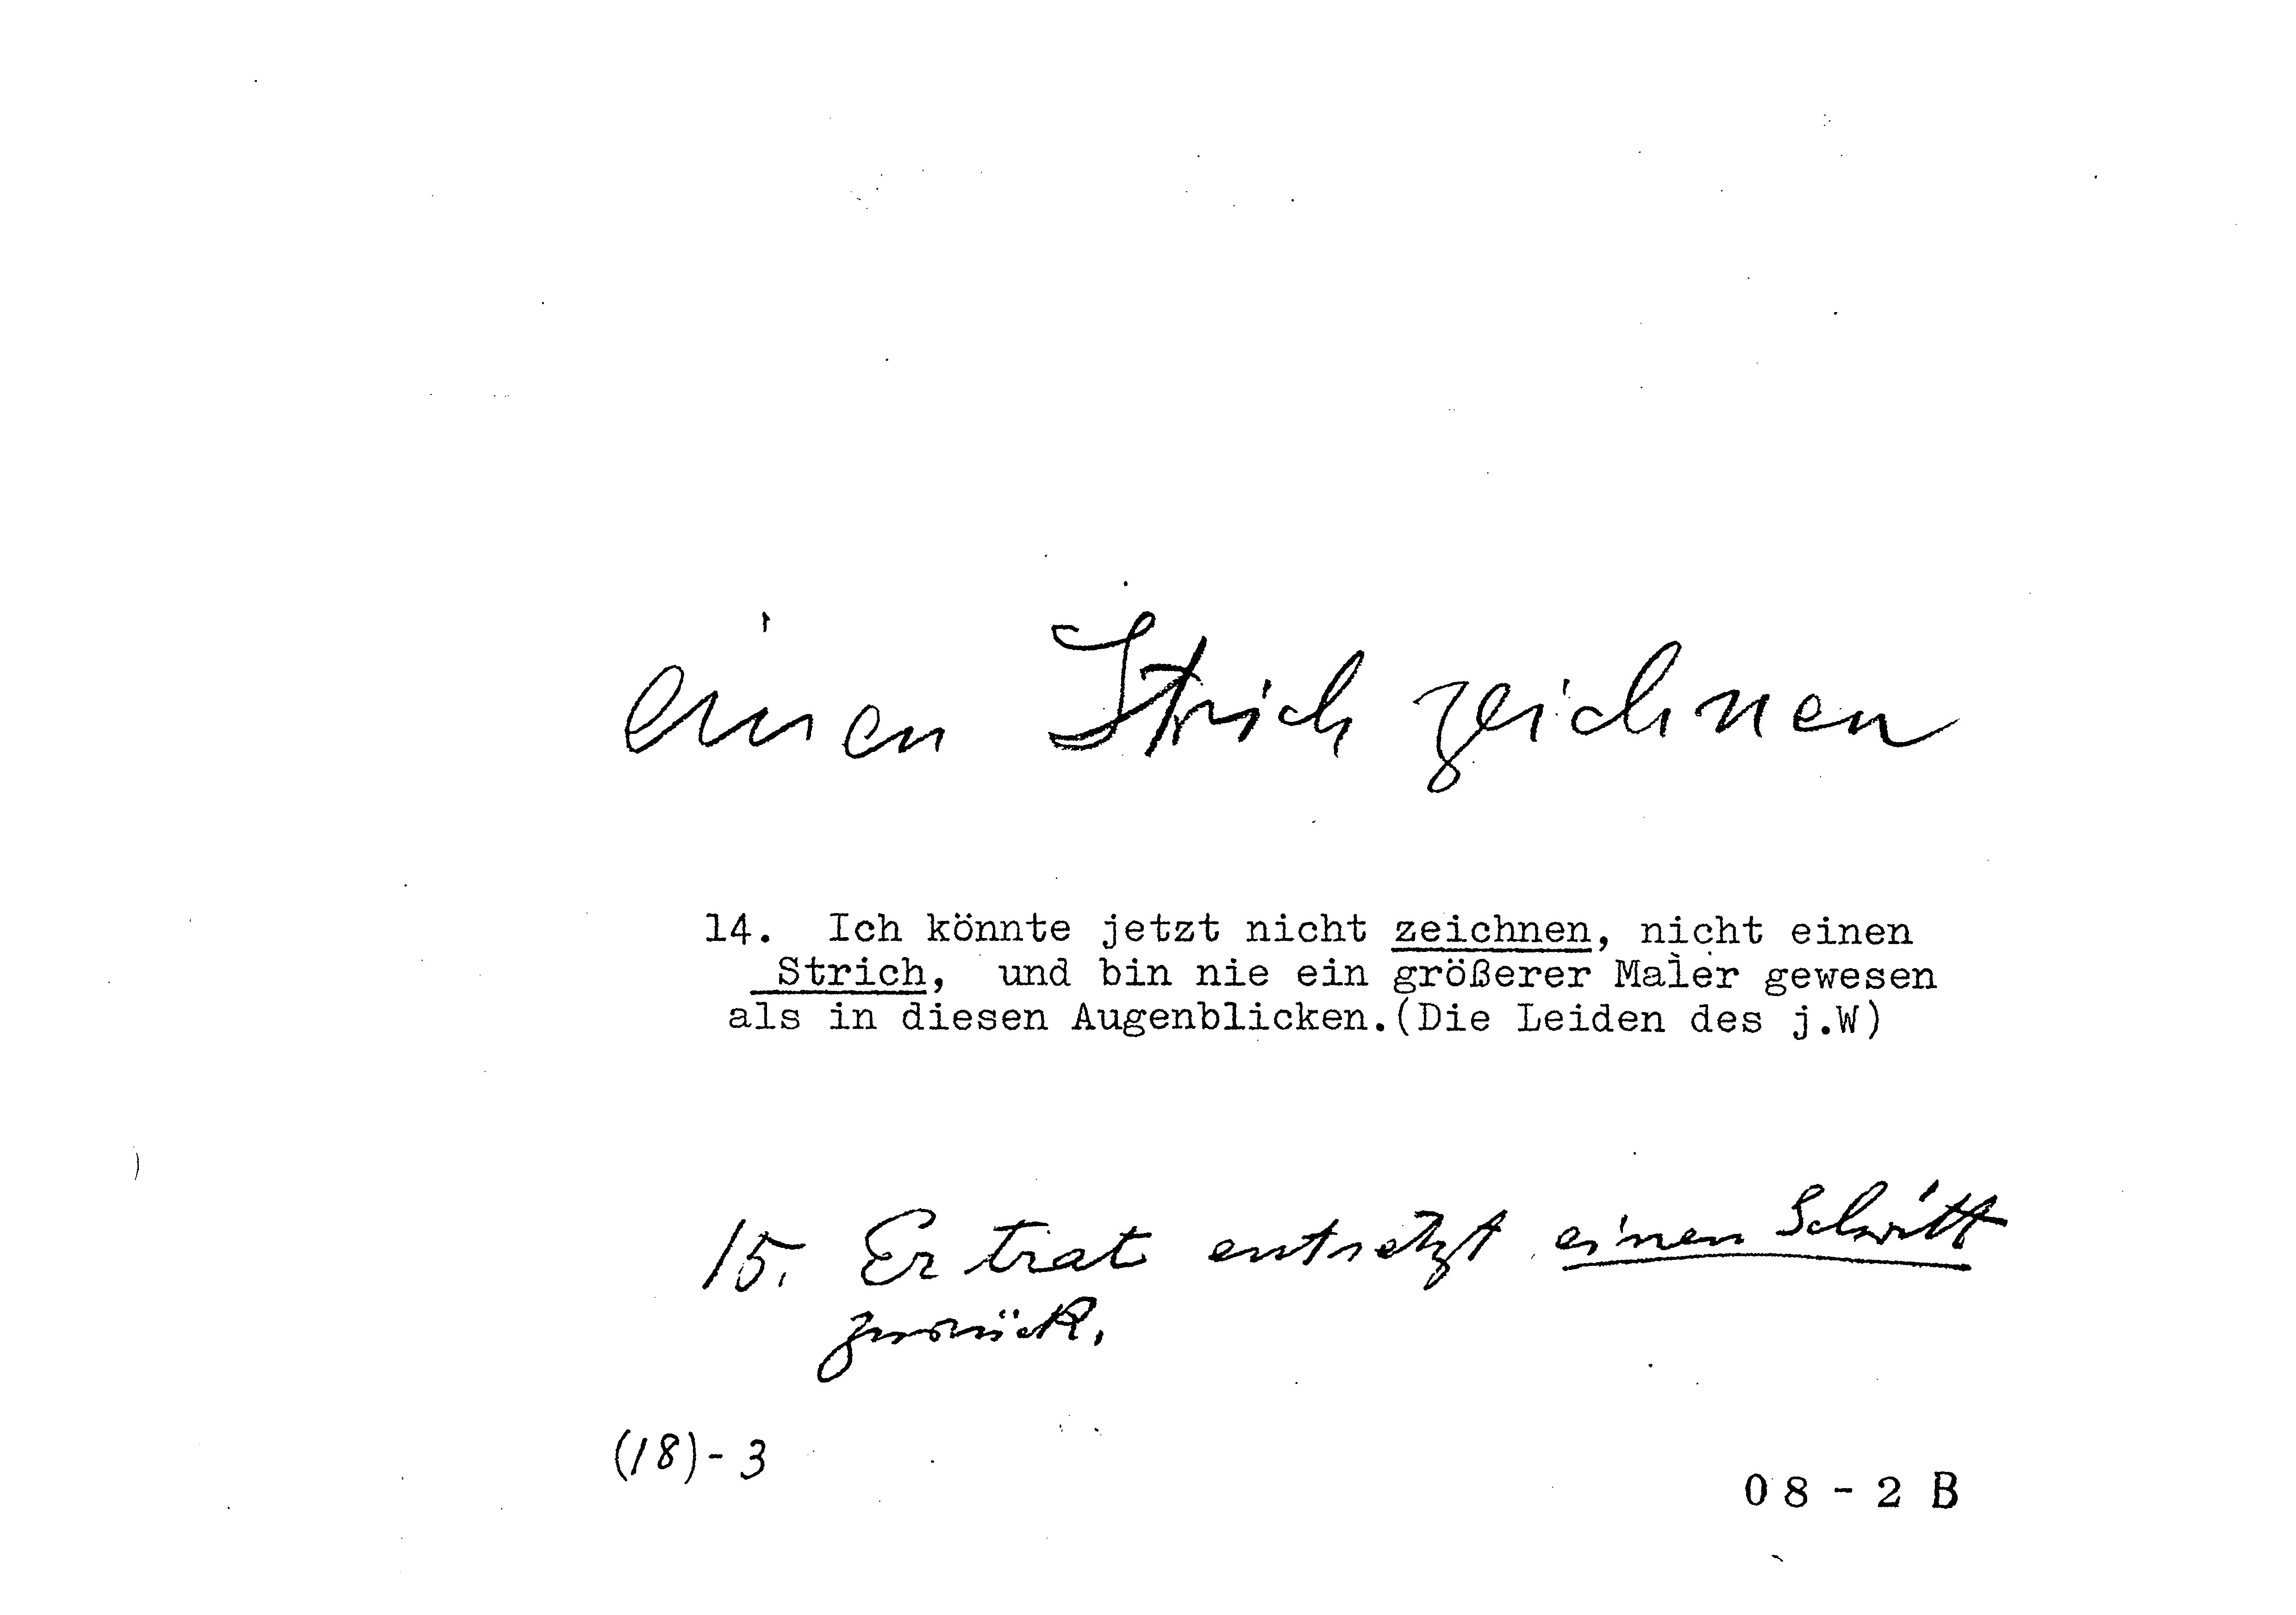 einen Strich zeichnen
14. Ich könnte jetzt nicht zeichnen, nicht einen
Strich, und bin nie ein größerer Maler gewesen
als in diesen Augenblicken.(Die Leiden des j.W)
15. Er trat entsetzt einen Schritt
zurück.
(18)-3
08-2 B